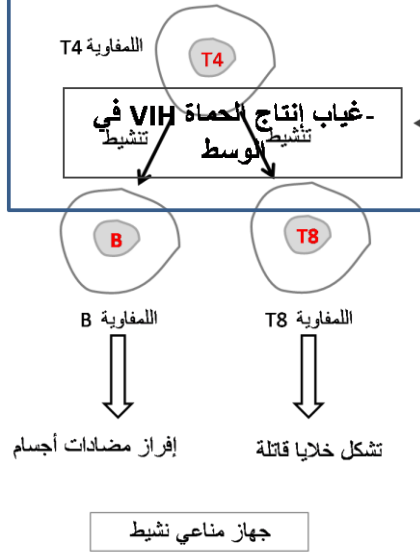 اللمفاوية T4
T4
-غياب إنتاج الحماة VIH في
الوسط
تنشيط
تنشيط
B
T8
اللمفاوية B
اللمفاوية T8
إفراز مضادات أجسام
تشكل خلايا قاتلة
جهاز مناعي نشيط